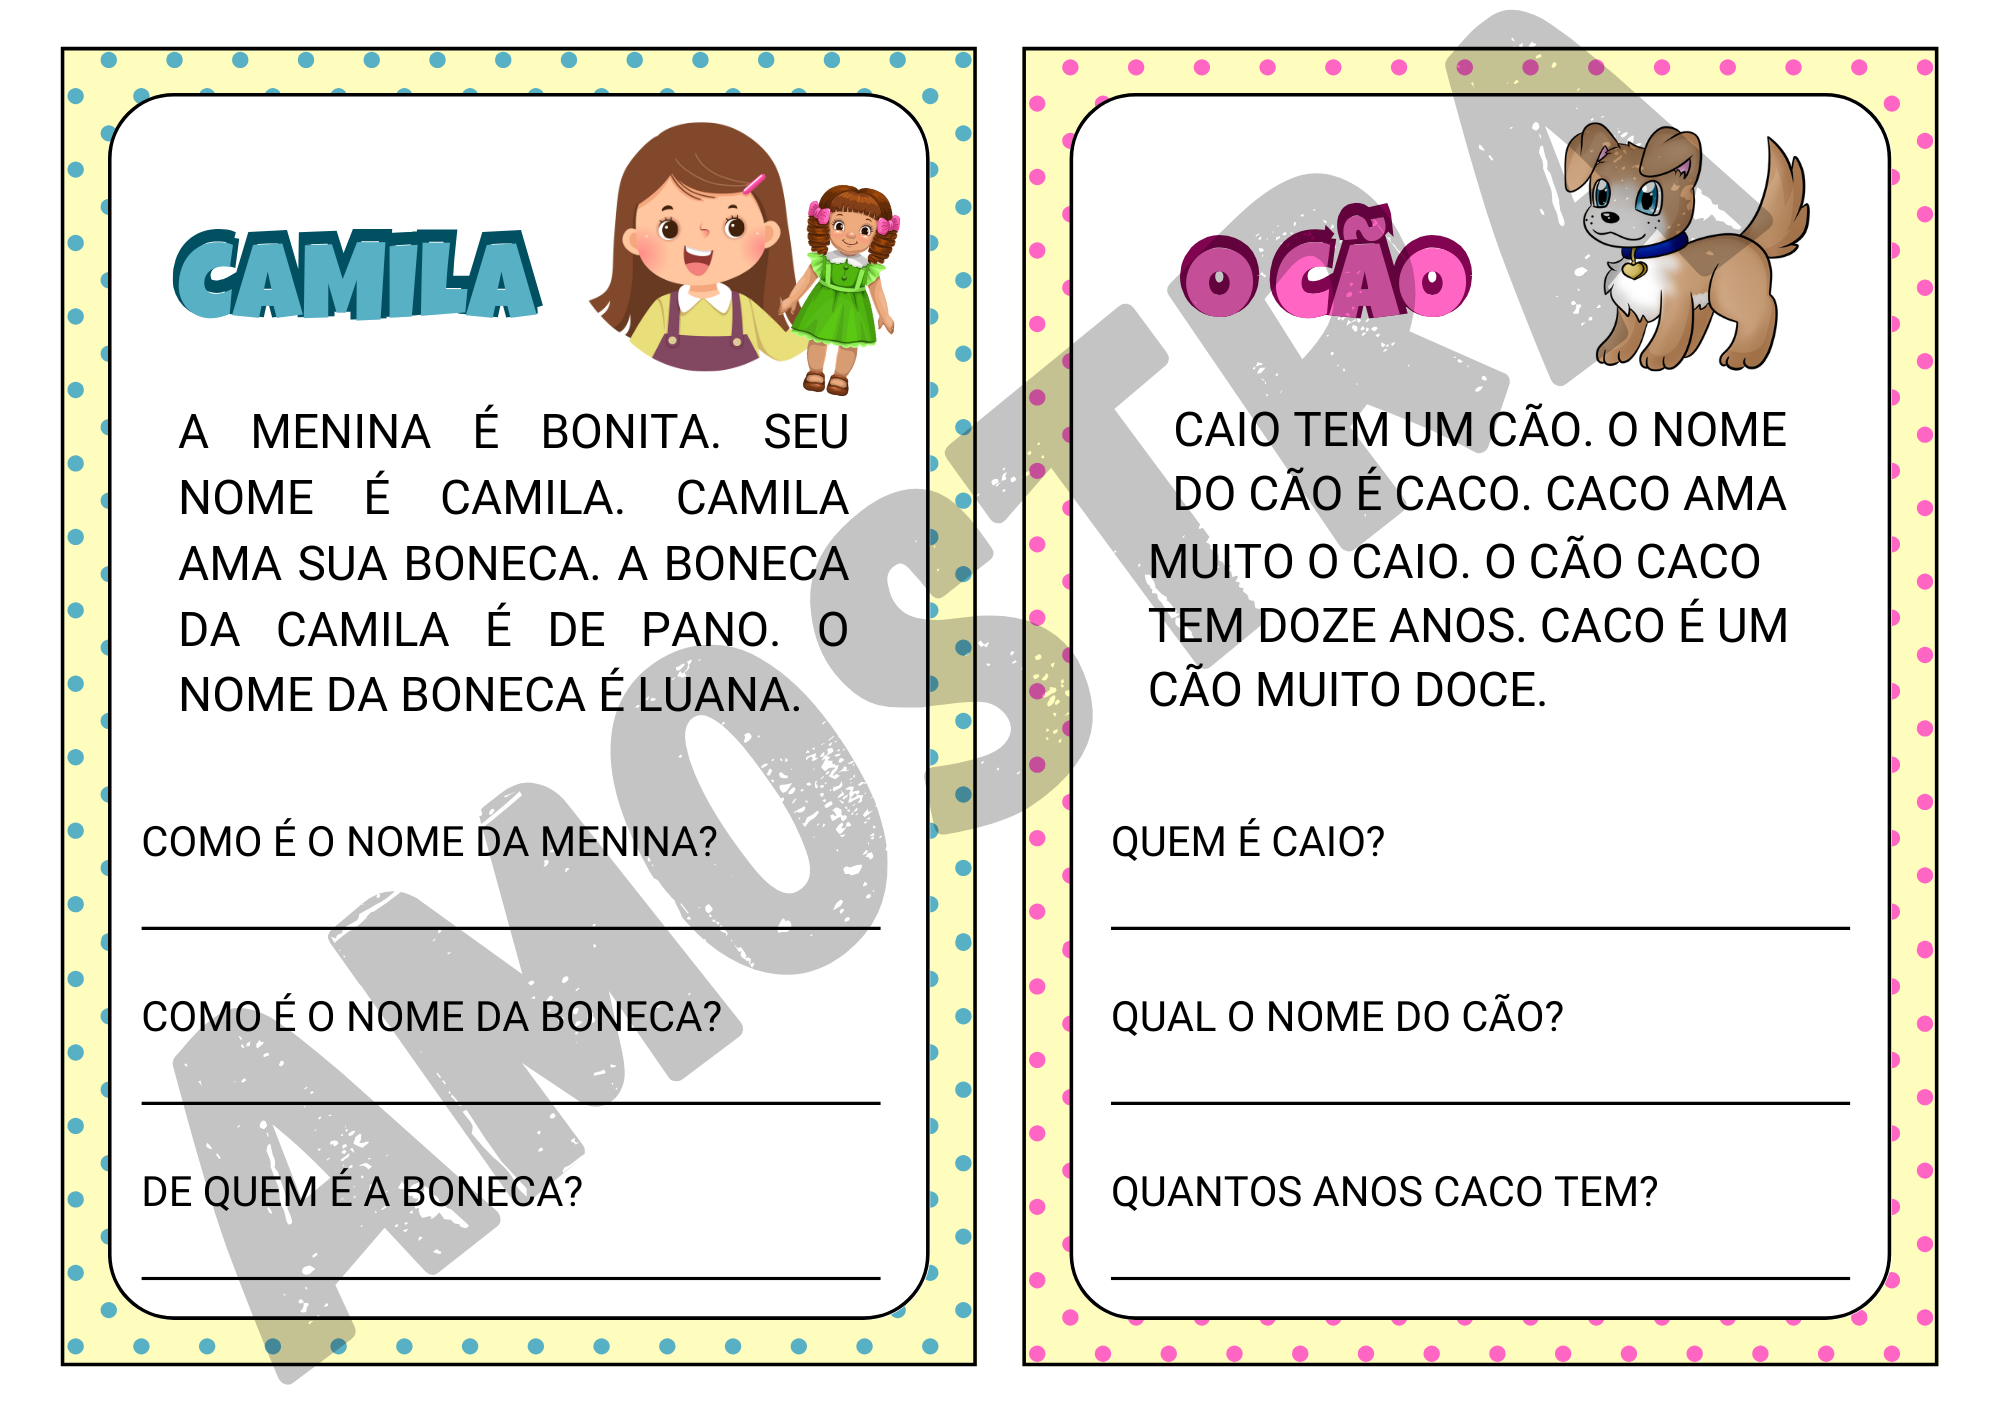 CAMILA
A MENINA É BONITA. SEU
NOME É CAMILA. CAMILA
AMA SUA BONECA. A BONECA
DA CAMILA É DE PANO. O
NOME DA BONECA É LUANA.
COMO É O NOME DA MENINA?
COMO É O NOME DA BONECA?
DE QUEM É A BONECA?
O CÃO
CAIO TEM UM CÃO. O NOME
DO CÃO É CACO. CACO AMA
MUITO O CAIO. O CÃO CACO
TEM DOZE ANOS. CACO É UM
CÃO MUITO DOCE.
QUEM É CAIO?
QUAL O NOME DO CÃO?
QUANTOS ANOS CACO TEM?
AMOSTRA